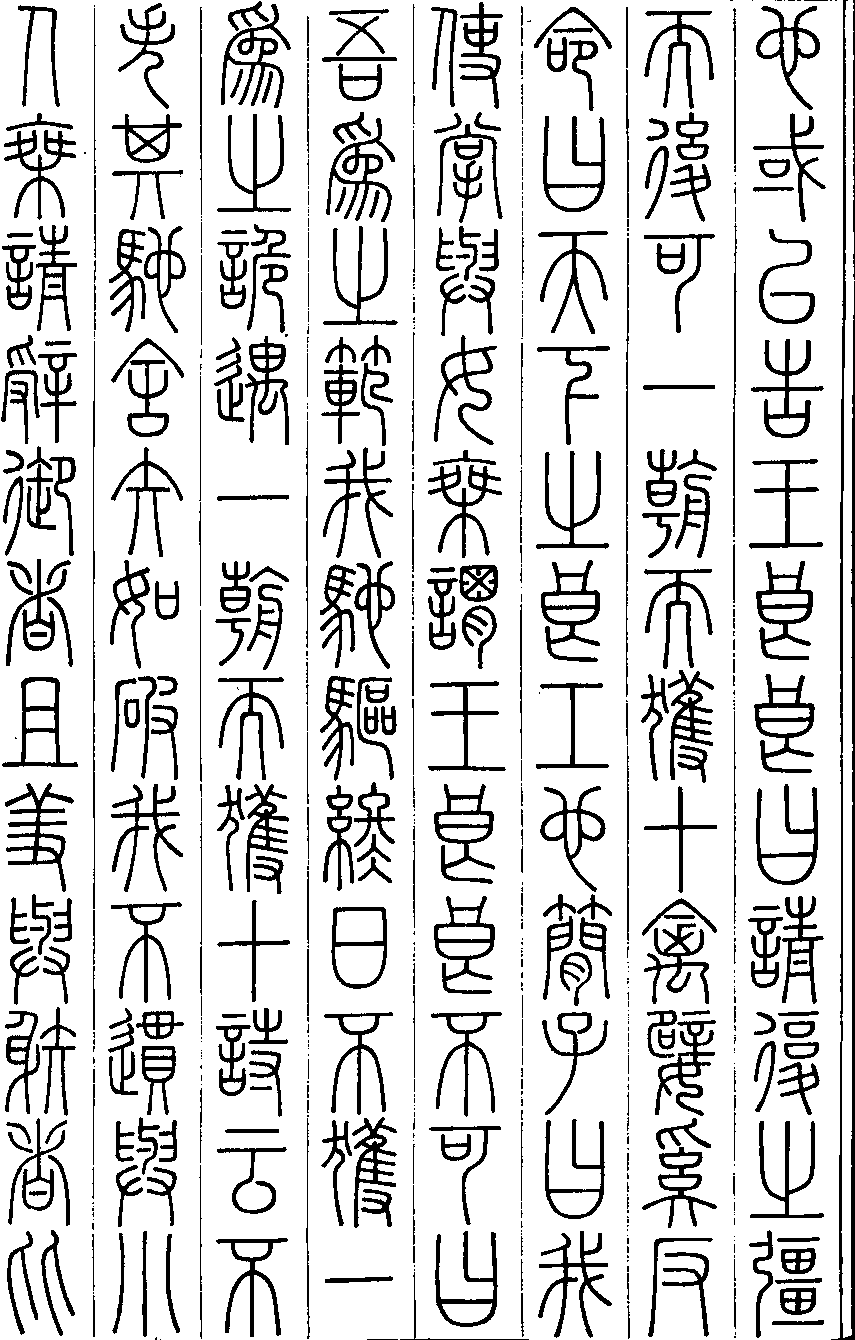 也或以告王良良曰請復之彊
而後可一朝而獲十禽嬖奚反
命曰天下之良工也簡子曰我
使掌與女乘謂王良良不可曰
吾爲之範我馳驅終日不獲一
爲之詭遇一朝而獲十詩云不
失其馳舍矢如破我不遦與小
人乘請辭御者且羞與射者比